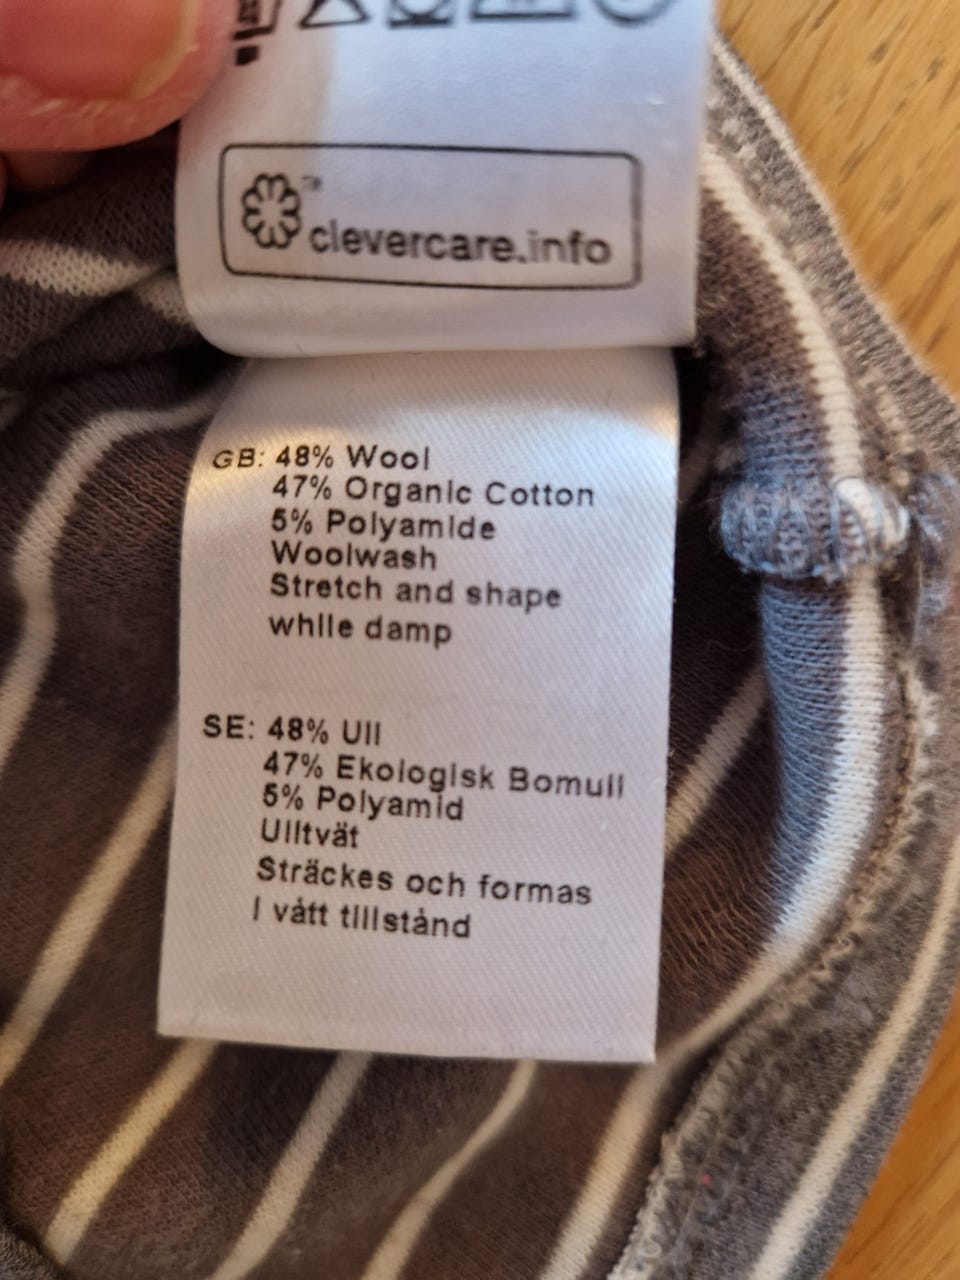 ™
clevercare.info
GB: 48% Wool
47% Organic Cotton
5% Polyamide
Woolwash
Stretch and shape
while damp
SE: 48% Ull
47% Ekologisk Bomull
5% Polyamid
Ulltvät
Sträckes och formas
I vått tillstånd